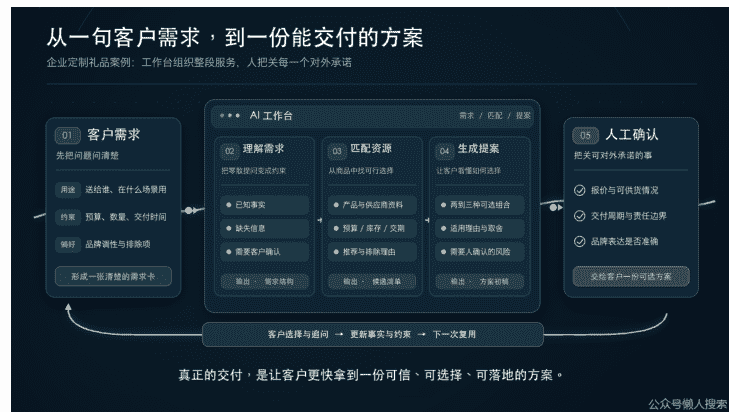 从一句客户需求，到一份能交付的方案
企业定制礼品案例：工作台组织整段服务，人把关每一个对外承诺
01 客户需求
先把问题问清楚
用途 送给谁、在什么场景用
约束 预算、数量、交付时间
偏好 品牌调性与排除项
形成一张清楚的需求卡
AI 工作台
需求 / 匹配 / 提案
02 理解需求
把零散提问变成约束
已知事实
缺失信息
需要客户确认
输出 · 需求结构
03 匹配资源
从商品中找可行选择
产品与供应商资料
预算 / 库存 / 交期
推荐与排除理由
输出 · 候选清单
04 生成提案
让客户看懂如何选择
两到三种可选组合
适用理由与取舍
需要人确认的风险
输出 · 方案初稿
05 人工确认
把关可对外承诺的事
报价与可供货情况
交付周期与责任边界
品牌表达是否准确
交给客户一份可选方案
客户选择与追问 → 更新事实与约束 → 下一次复用
真正的交付，是让客户更快拿到一份可信、可选择、可落地的方案。
公众号懒人搜索